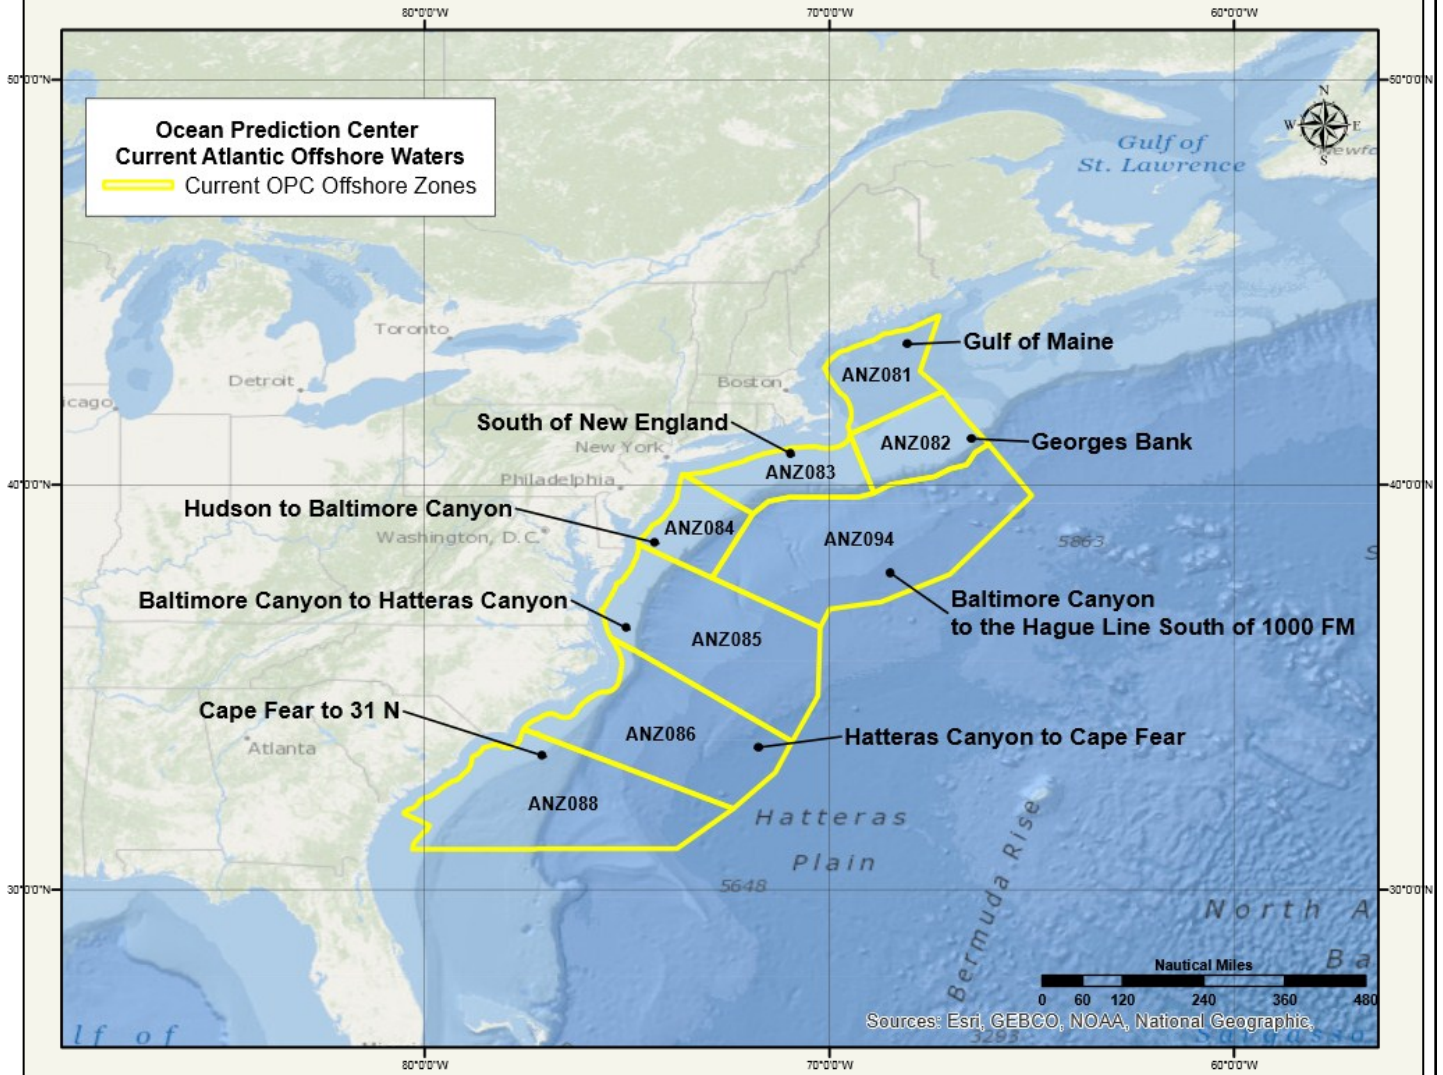 80°0'0"W 70°0'0"W 60°0'0"W
50°0'0"N 50°0'0"N
N
W E
S
Ocean Prediction Center
Current Atlantic Offshore Waters
Current OPC Offshore Zones
Gulf of
St. Lawrence
Newfo
Toronto
Gulf of Maine
Detroit
Boston
ANZ081
icago
South of New England
New York
ANZ082
Georges Bank
ANZ083
Philadelphia
40°0'0"N 40°0'0"N
Hudson to Baltimore Canyon
ANZ084
Washington, D.C.
ANZ094
5863
S
Baltimore Canyon to Hatteras Canyon
Baltimore Canyon
to the Hague Line South of 1000 FM
ANZ085
Cape Fear to 31 N
ANZ086
Hatteras Canyon to Cape Fear
Atlanta
ANZ088
Hatteras
Plain
Bermuda Rise
5648
30°0'0"N 30°0'0"N
North A
Ba
Nautical Miles
0 60 120 240 360 480
Sources: Esri, GEBCO, NOAA, National Geographic,
lf of
5293
Sargasso
80°0'0"W 70°0'0"W 60°0'0"W